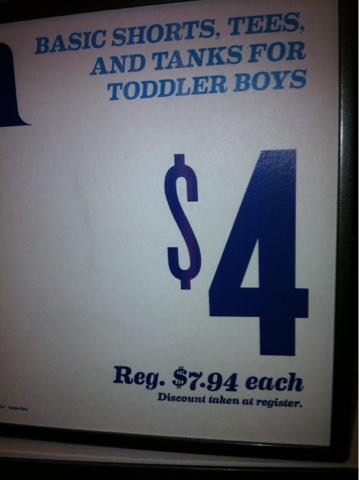 BASIC SHORTS, TEES,
AND TANKS FOR
TODDLER BOYS
$4
Reg. $7.94 each
Discount taken at register.